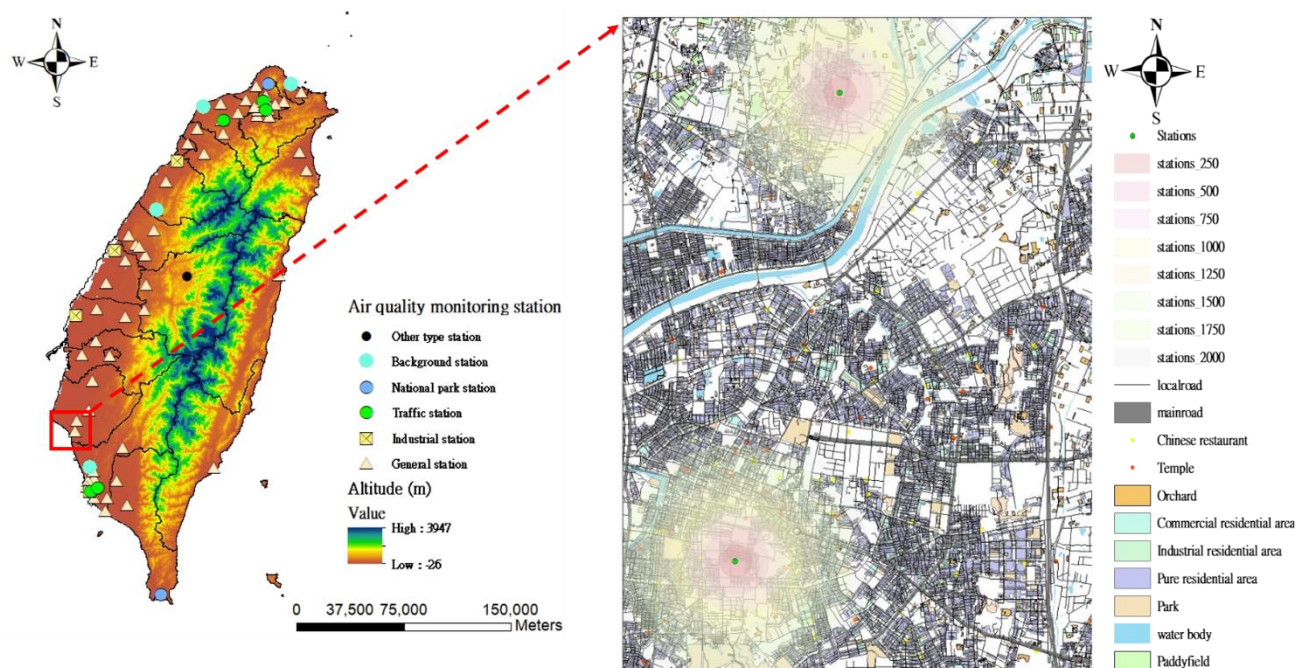 N
W E
S
Air quality monitoring station
Other type station
Background station
National park station
Traffic station
Industrial station
General station
Altitude (m)
Value
High : 3947
Low : -26
0 37,500 75,000 150,000
Meters
N
W E
S
Stations
stations_250
stations_500
stations_750
stations_1000
stations_1250
stations_1500
stations_1750
stations_2000
localroad
mainroad
Chinese restaurant
Temple
Orchard
Commercial residential area
Industrial residential area
Pure residential area
Park
water body
Paddyfield